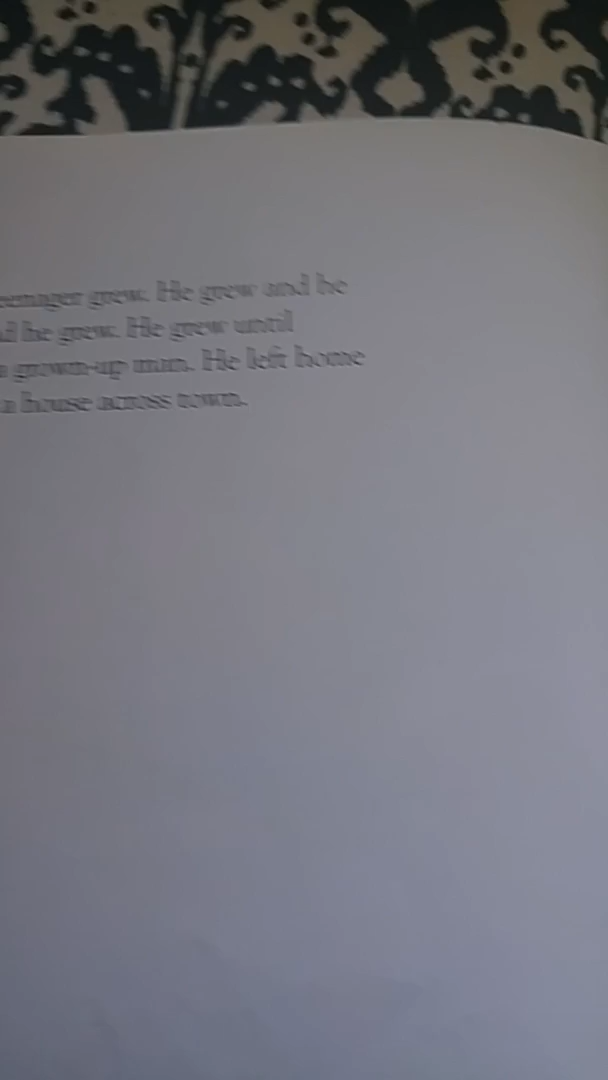 eenager grew. He grew and he
d he grew. He grew until
a grown-up man. He left home
a house across town.